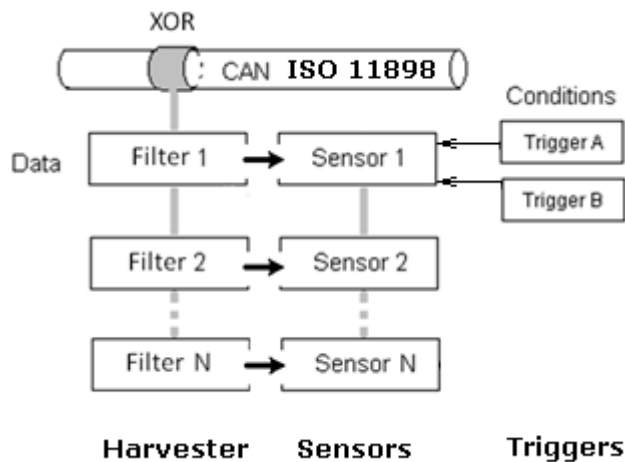 XOR
CAN ISO 11898
Conditions
Data
Filter 1
Sensor 1
Trigger A
Trigger B
Filter 2
Sensor 2
Filter N
Sensor N
Harvester
Sensors
Triggers